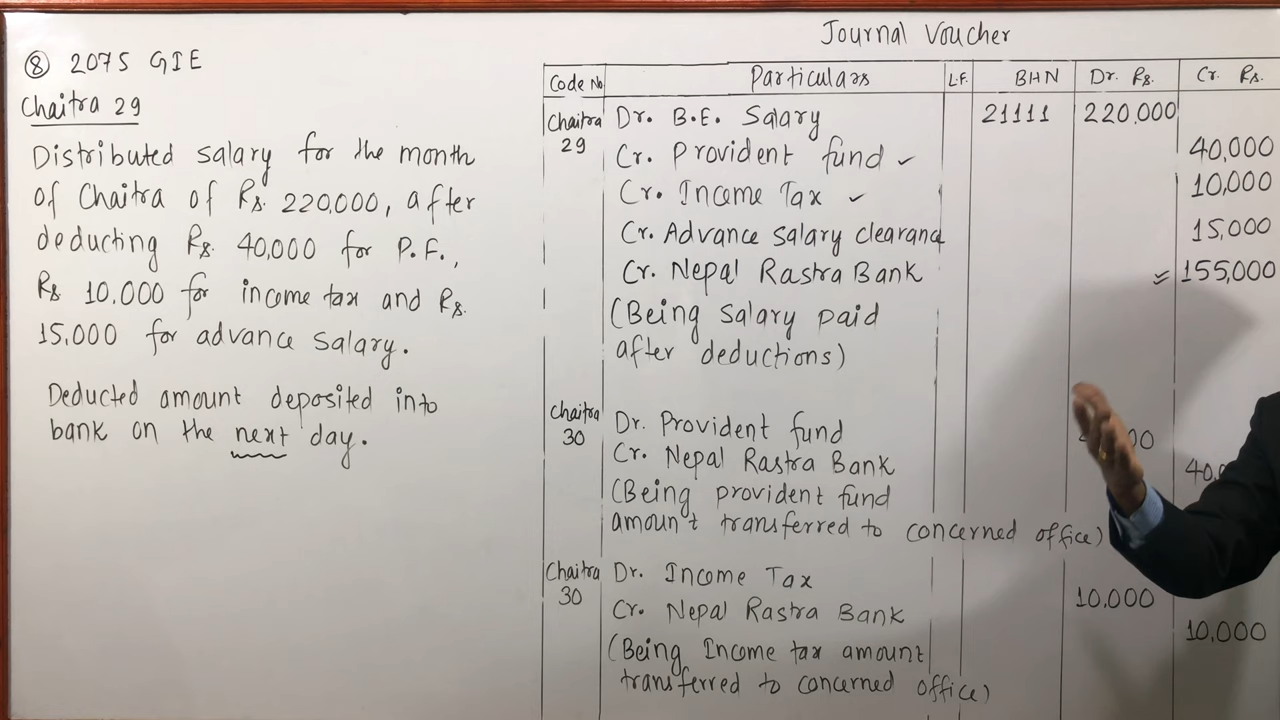 ⑧ 2075 GIE
Chaitra 29
Distributed salary for the month
of Chaitra of Rs. 220,000, after
deducting Rs. 40,000 for P.F.,
Rs 10,000 for income tax and Rs.
15,000 for advance salary.
Deducted amount deposited into
bank on the next day.
Journal Voucher
Code No Particulars L.F. BHN Dr. Rs. Cr. Rs.
Chaitra 29 Dr. B.E. Salary 21111 220,000
Cr. Provident fund ✓ 40,000
Cr. Income Tax ✓ 10,000
Cr. Advance salary clearance 15,000
Cr. Nepal Rastra Bank 155,000
(Being salary paid
after deductions)
Chaitra 30 Dr. Provident fund
Cr. Nepal Rastra Bank
(Being provident fund
amount transferred to concerned office)
Chaitra 30 Dr. Income Tax 10,000
Cr. Nepal Rastra Bank 10,000
(Being Income tax amount
transferred to concerned office)